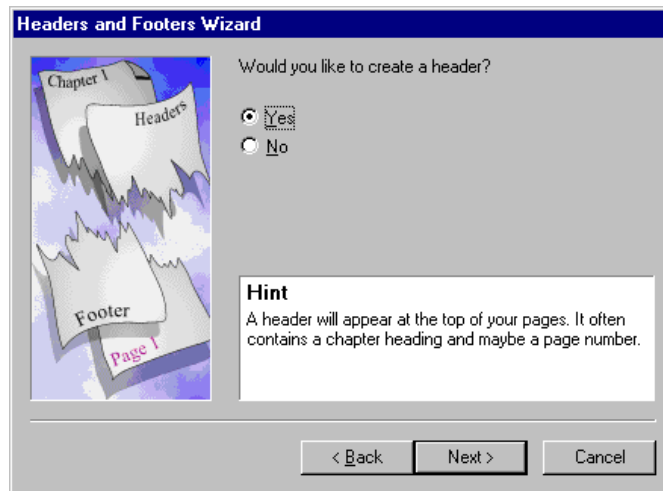 Headers and Footers Wizard
Chapter 1
Headers
Footer
Page 1
Would you like to create a header?
Yes
No
Hint
A header will appear at the top of your pages. It often
contains a chapter heading and maybe a page number.
< Back
Next >
Cancel